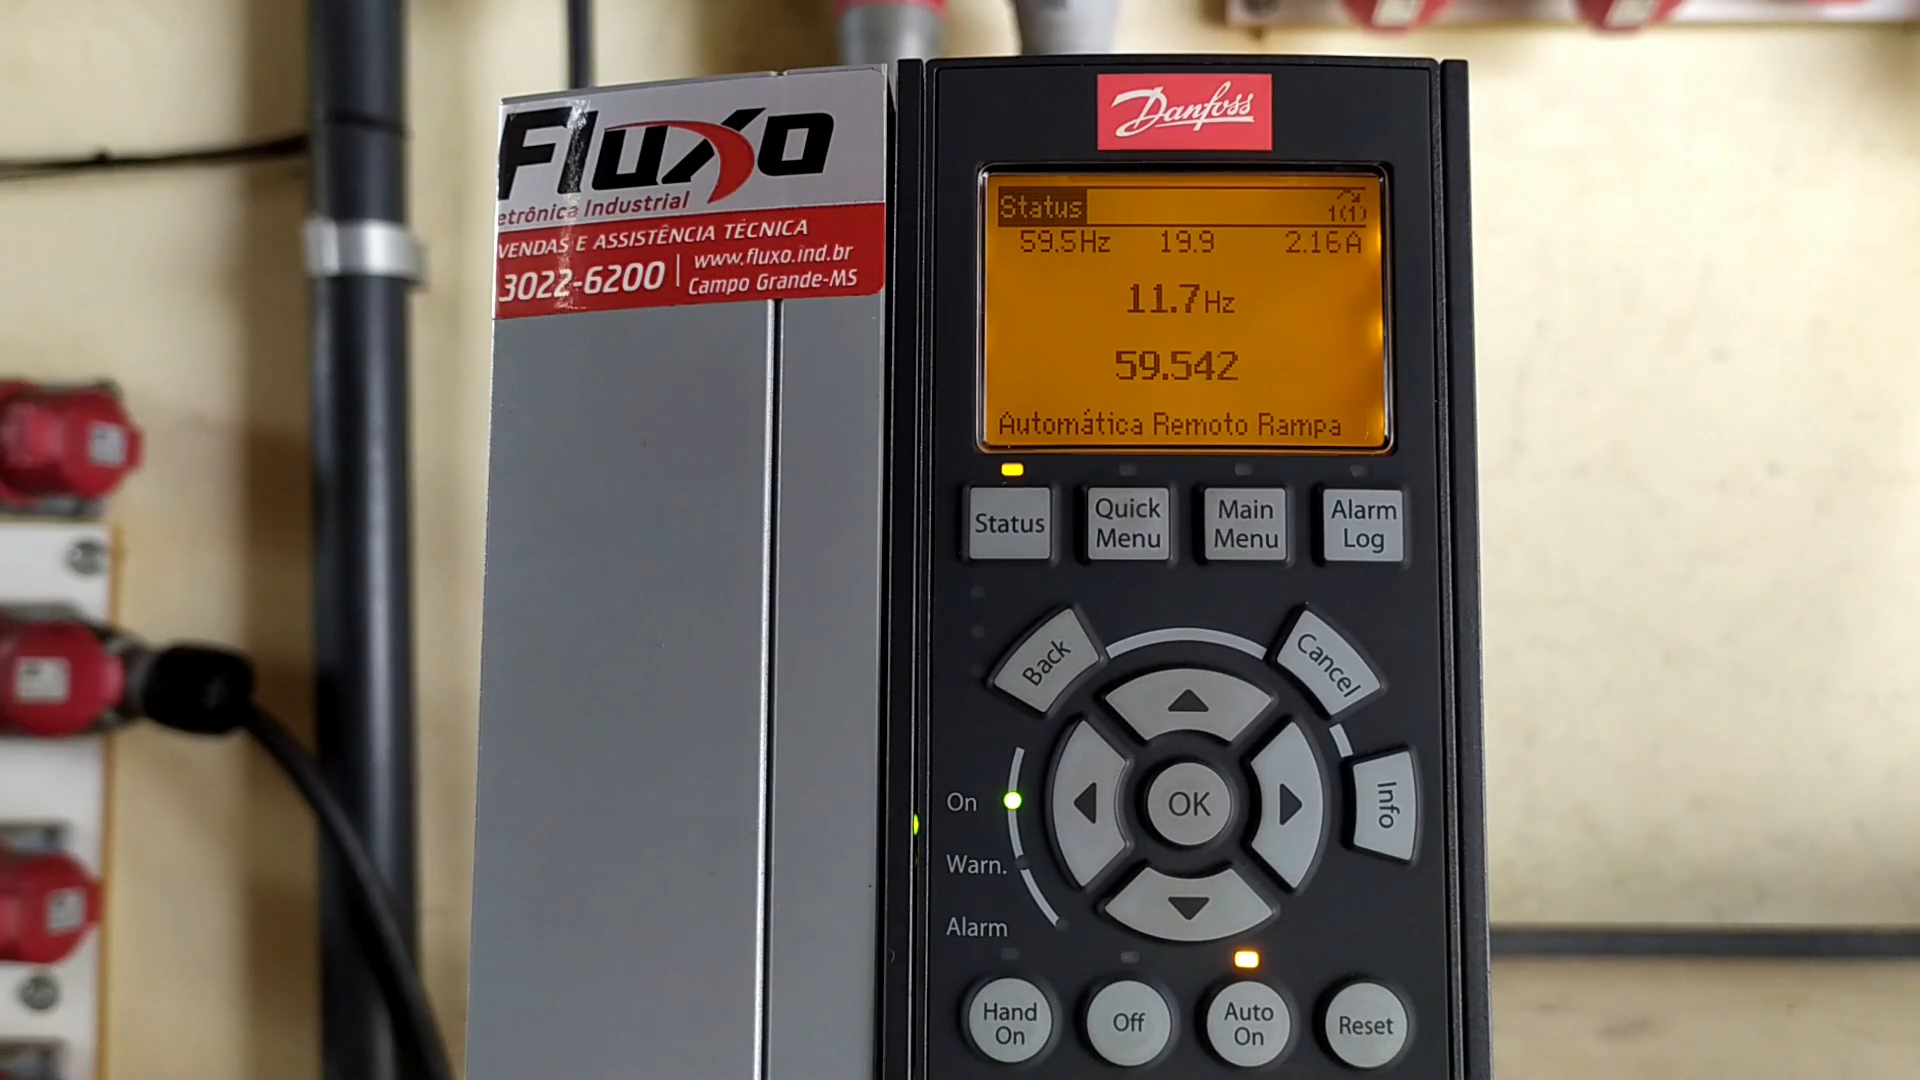 Fluxo
etrônica Industrial
VENDAS E ASSISTÊNCIA TÉCNICA
3022-6200
www.fluxo.ind.br
Campo Grande-MS
Danfoss
Status
1(1)
59.5Hz 19.9 2.16A
11.7Hz
59.542
Automática Remoto Rampa
Status
Quick
Menu
Main
Menu
Alarm
Log
Back
Cancel
Info
OK
On
Warn.
Alarm
Hand
On
Off
Auto
On
Reset